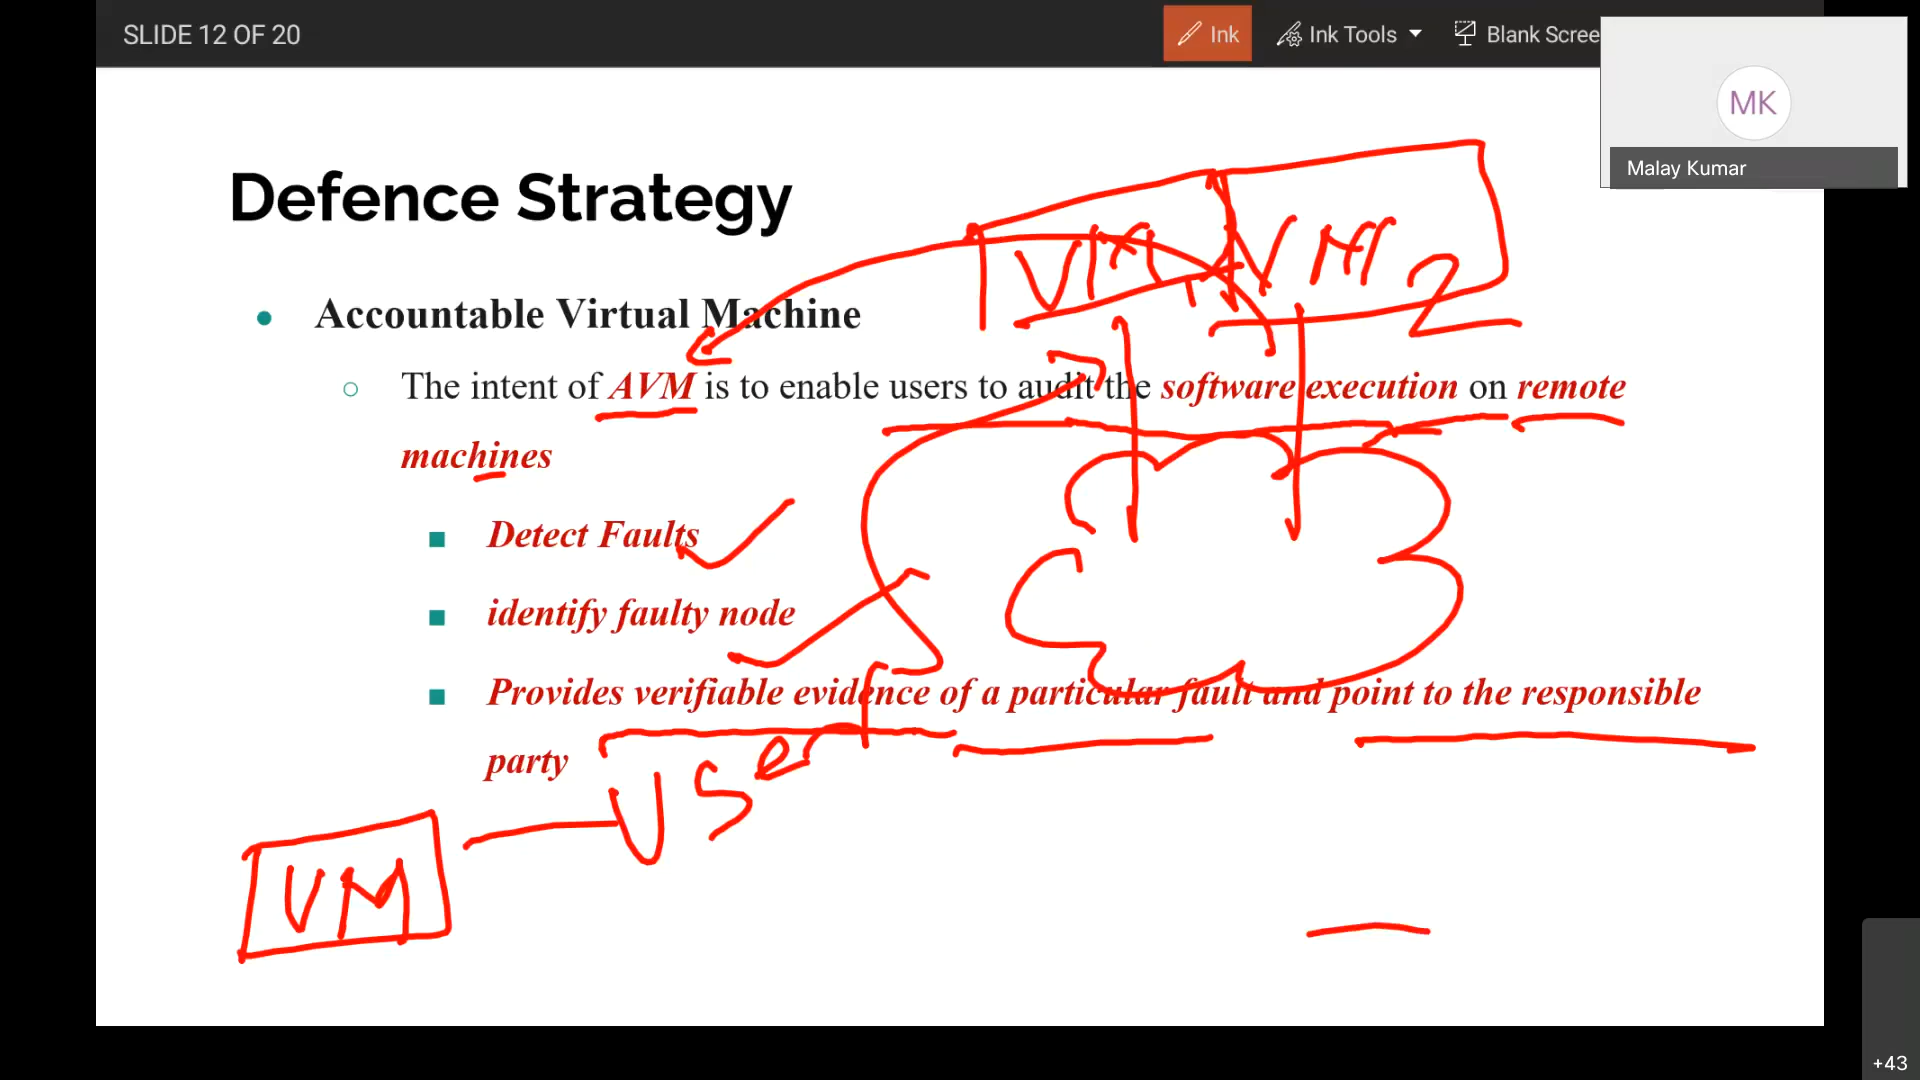 SLIDE 12 OF 20
Ink
Ink Tools
Blank Scree
MK
Malay Kumar
Defence Strategy
VM1 VM2
Accountable Virtual Machine
The intent of AVM is to enable users to audit the software execution on remote
machines
Detect Faults
identify faulty node
Provides verifiable evidence of a particular fault and point to the responsible
party
User
VM
+43